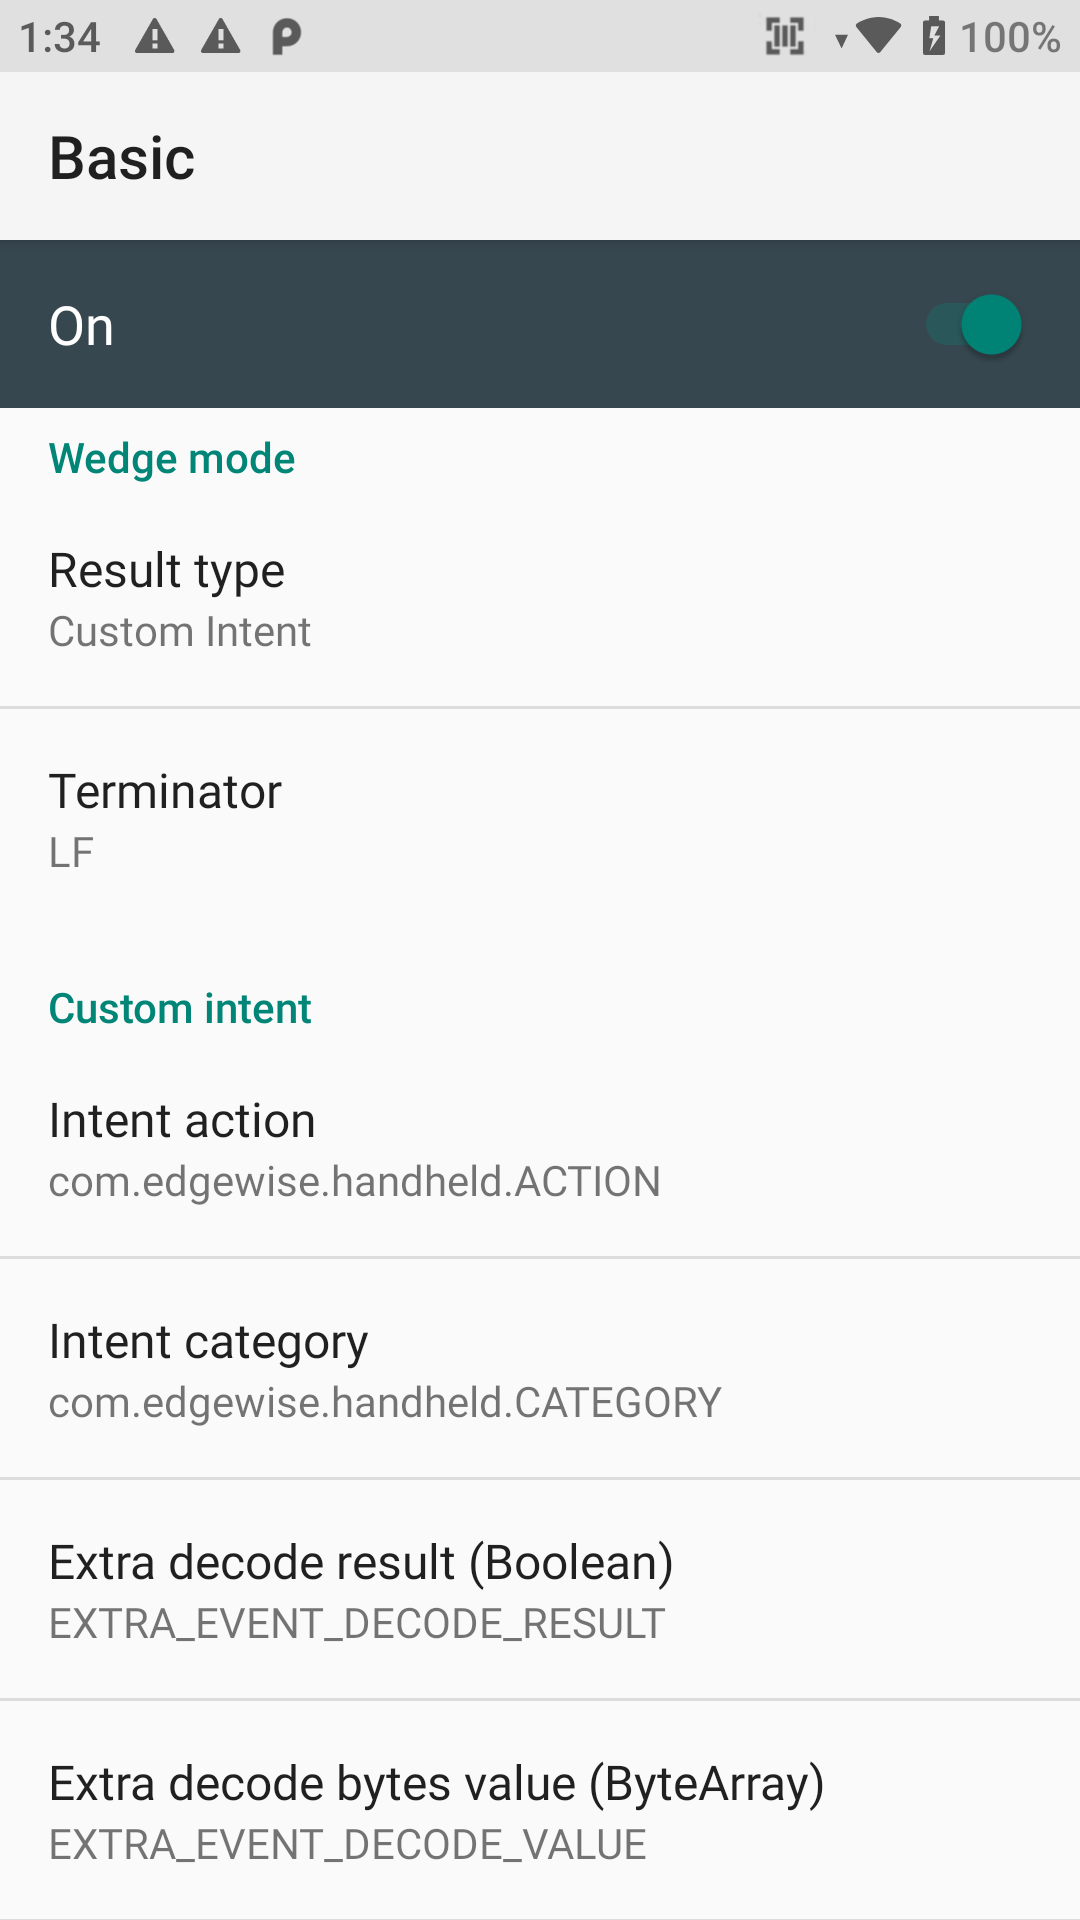 1:34
100%
Basic
On
Wedge mode
Result type
Custom Intent
Terminator
LF
Custom intent
Intent action
com.edgewise.handheld.ACTION
Intent category
com.edgewise.handheld.CATEGORY
Extra decode result (Boolean)
EXTRA_EVENT_DECODE_RESULT
Extra decode bytes value (ByteArray)
EXTRA_EVENT_DECODE_VALUE